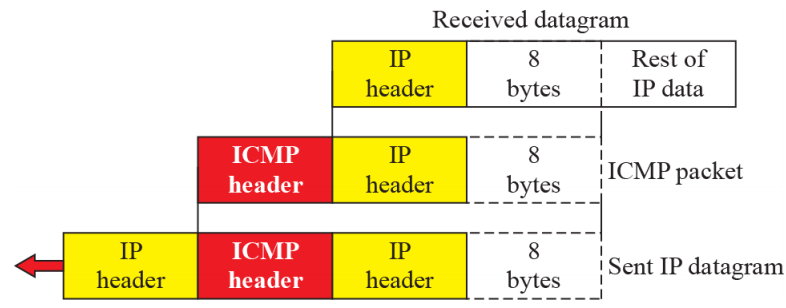 Received datagram
IP header
8 bytes
Rest of IP data
ICMP header
IP header
8 bytes
ICMP packet
IP header
ICMP header
IP header
8 bytes
Sent IP datagram